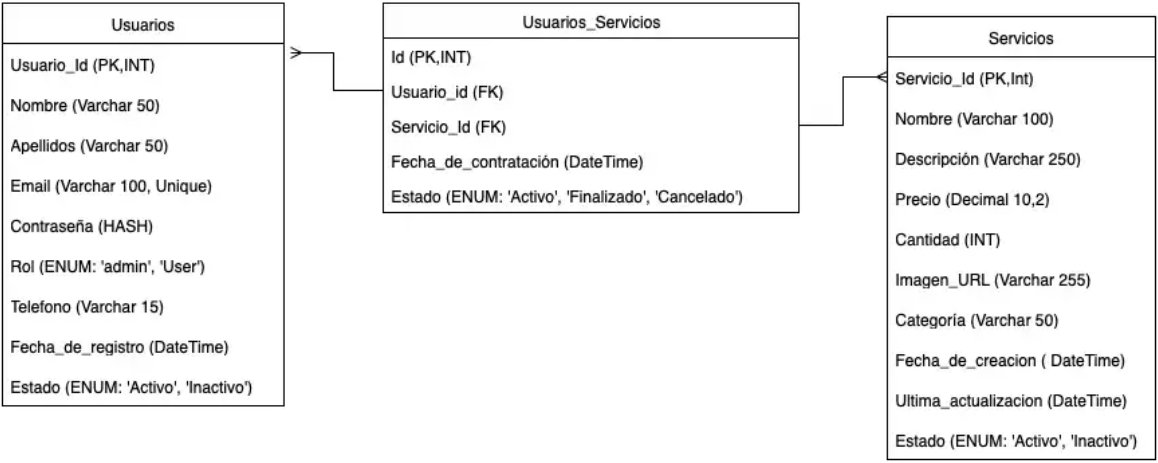 Usuarios
Usuario_Id (PK,INT)
Nombre (Varchar 50)
Apellidos (Varchar 50)
Email (Varchar 100, Unique)
Contraseña (HASH)
Rol (ENUM: 'admin', 'User')
Telefono (Varchar 15)
Fecha_de_registro (DateTime)
Estado (ENUM: 'Activo', 'Inactivo')
Usuarios_Servicios
Id (PK,INT)
Usuario_id (FK)
Servicio_Id (FK)
Fecha_de_contratación (DateTime)
Estado (ENUM: 'Activo', 'Finalizado', 'Cancelado')
Servicios
Servicio_Id (PK,Int)
Nombre (Varchar 100)
Descripción (Varchar 250)
Precio (Decimal 10,2)
Cantidad (INT)
Imagen_URL (Varchar 255)
Categoría (Varchar 50)
Fecha_de_creacion ( DateTime)
Ultima_actualizacion (DateTime)
Estado (ENUM: 'Activo', 'Inactivo')